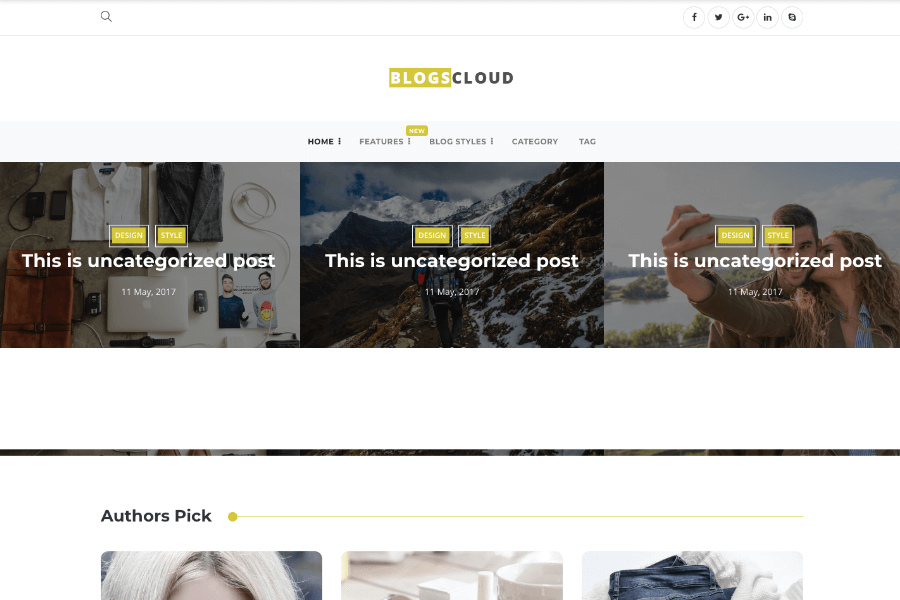 BLOGSCLOUD
HOME FEATURES NEW BLOG STYLES CATEGORY TAG
DESIGN STYLE
This is uncategorized post
11 May, 2017
DESIGN STYLE
This is uncategorized post
11 May, 2017
DESIGN STYLE
This is uncategorized post
11 May, 2017
Authors Pick